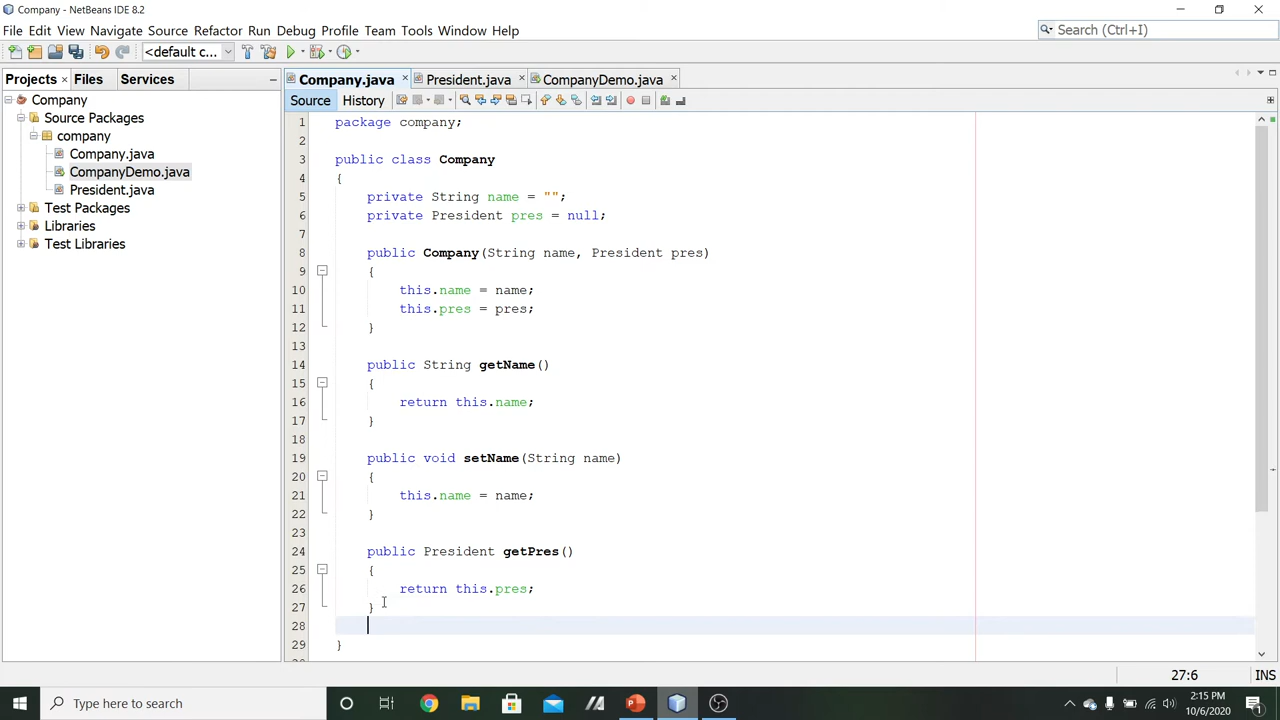 Company - NetBeans IDE 8.2
File Edit View Navigate Source Refactor Run Debug Profile Team Tools Window Help
Search (Ctrl+I)
<default c...
Projects Files Services
Company.java President.java CompanyDemo.java
Source History
Company
Source Packages
company
Company.java
CompanyDemo.java
President.java
Test Packages
Libraries
Test Libraries
1 package company;
2
3 public class Company
4 {
5 private String name = "";
6 private President pres = null;
7
8 public Company(String name, President pres)
9 {
10 this.name = name;
11 this.pres = pres;
12 }
13
14 public String getName()
15 {
16 return this.name;
17 }
18
19 public void setName(String name)
20 {
21 this.name = name;
22 }
23
24 public President getPres()
25 {
26 return this.pres;
27 }
28
29 }
27:6 INS
Type here to search
2:15 PM
10/6/2020
1